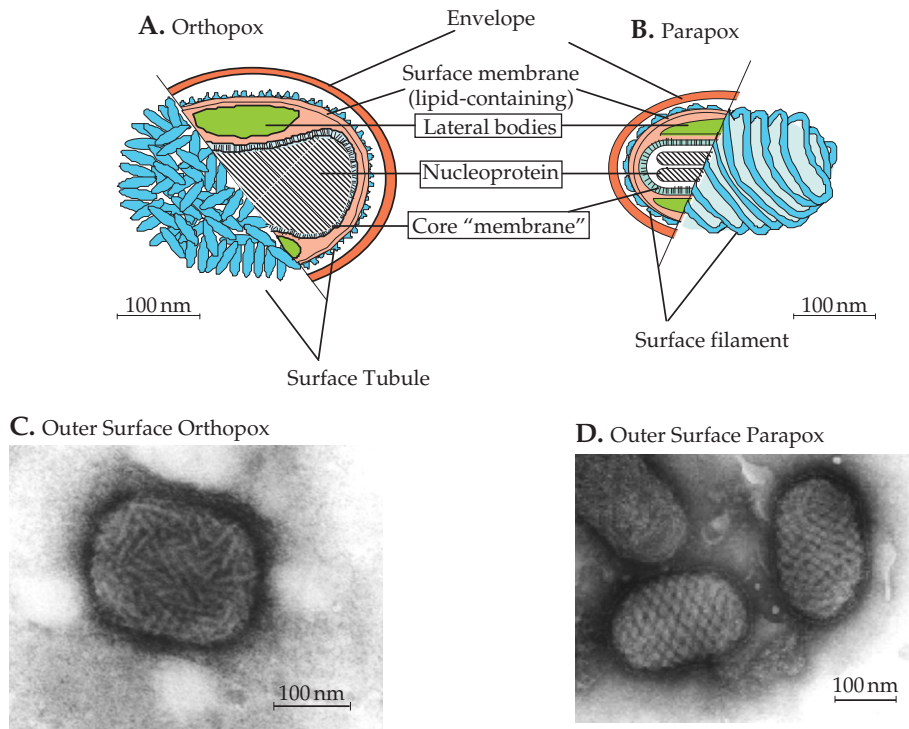 A. Orthopox
Envelope
B. Parapox
Surface membrane
(lipid-containing)
Lateral bodies
Nucleoprotein
Core “membrane”
100 nm
100 nm
Surface filament
Surface Tubule
C. Outer Surface Orthopox
D. Outer Surface Parapox
100 nm
100 nm